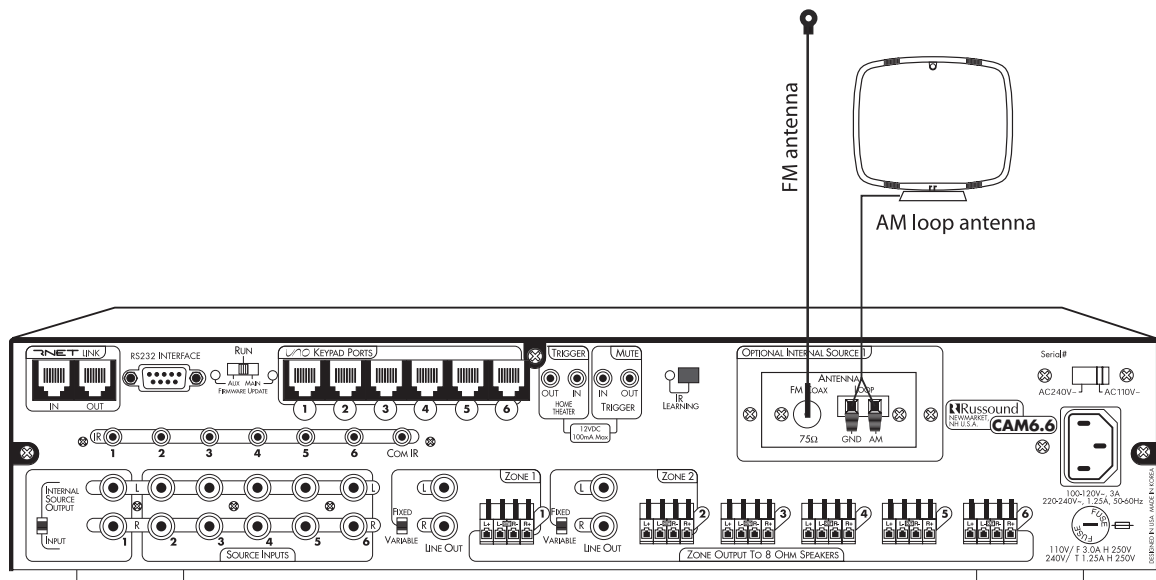 FM antenna
AM loop antenna
RNET LINK
IN OUT
RS232 INTERFACE
RUN
AUX MAIN
FIRMWARE UPDATE
UNO KEYPAD PORTS
1 2 3 4 5 6
TRIGGER
OUT IN
HOME
THEATER
MUTE
IN OUT
TRIGGER
12VDC
100mA Max
IR
LEARNING
OPTIONAL INTERNAL SOURCE 1
ANTENNA
FM COAX LOOP
75Ω GND AM
Serial#
AC240V~ AC110V~
Russound
NEWMARKET,
NH U.S.A.
CAM6.6
IR
1 2 3 4 5 6 COM IR
INTERNAL
SOURCE
OUTPUT
INPUT
L L
R R
1 2 3 4 5 6
SOURCE INPUTS
FIXED
VARIABLE
L
R
LINE OUT
ZONE 1
L+ L- R- R+
1
FIXED
VARIABLE
L
R
LINE OUT
ZONE 2
L+ L- R- R+
2
L+ L- R- R+
3
L+ L- R- R+
4
L+ L- R- R+
5
L+ L- R- R+
6
ZONE OUTPUT TO 8 OHM SPEAKERS
100-120V~, 3A
220-240V~, 1.25A, 50-60Hz
FUSE
FUSE
110V/ F 3.0A H 250V
240V/ T 1.25A H 250V
DESIGNED IN USA MADE IN KOREA